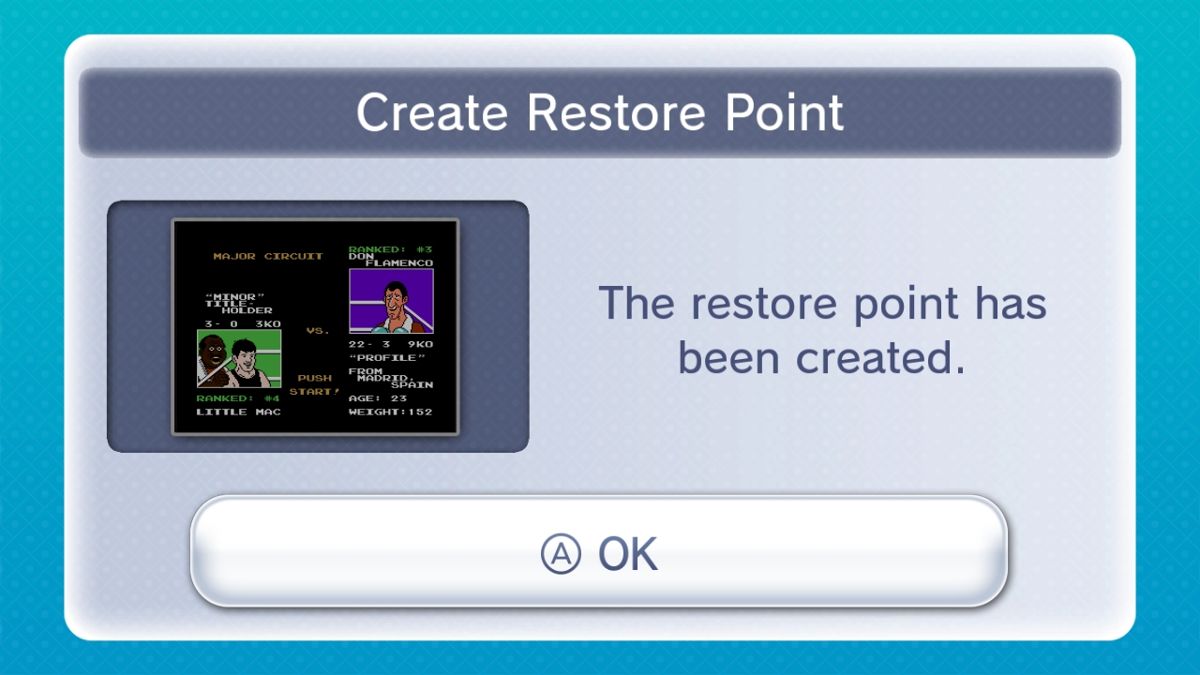 Create Restore Point
MAJOR CIRCUIT
RANKED: #3
DON
FLAMENCO
"MINOR"
TITLE-
HOLDER
3- 0 3KO
VS.
22- 3 9KO
"PROFILE"
FROM
MADRID,
SPAIN
PUSH
START!
RANKED: #4
AGE: 23
LITTLE MAC
WEIGHT:152
The restore point has
been created.
A OK